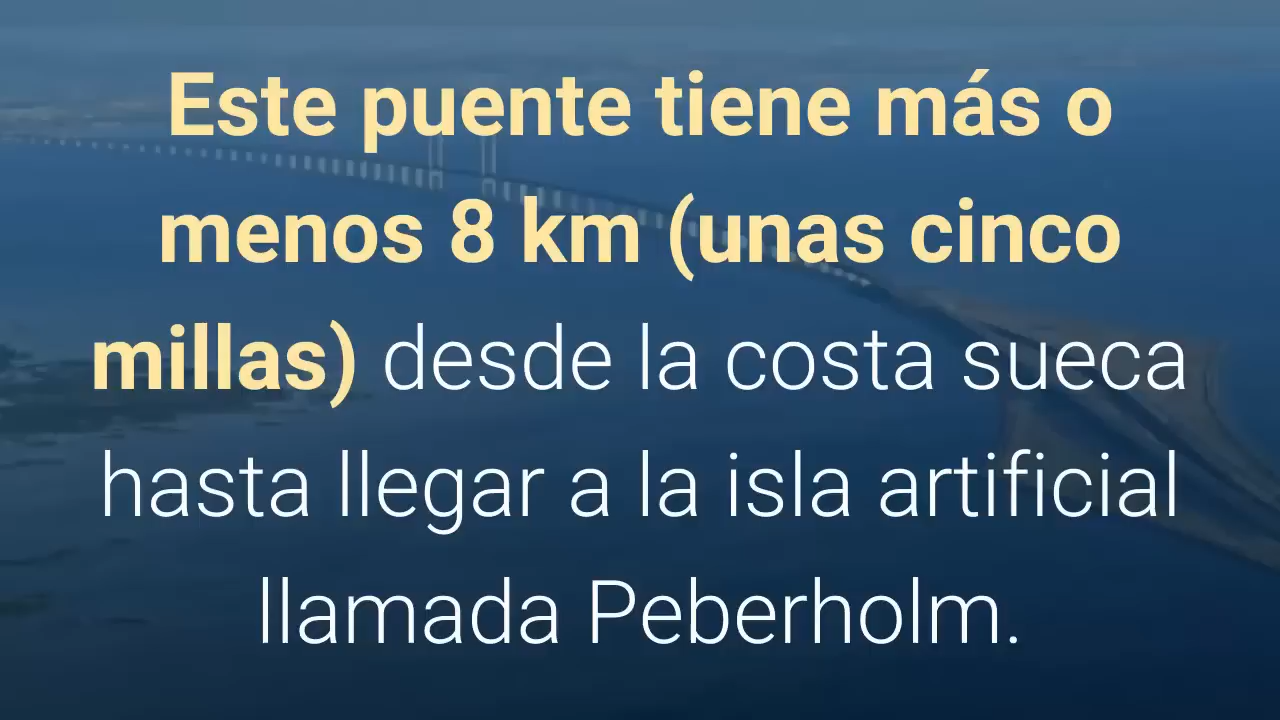 Este puente tiene más o
menos 8 km (unas cinco
millas) desde la costa sueca
hasta llegar a la isla artificial
llamada Peberholm.